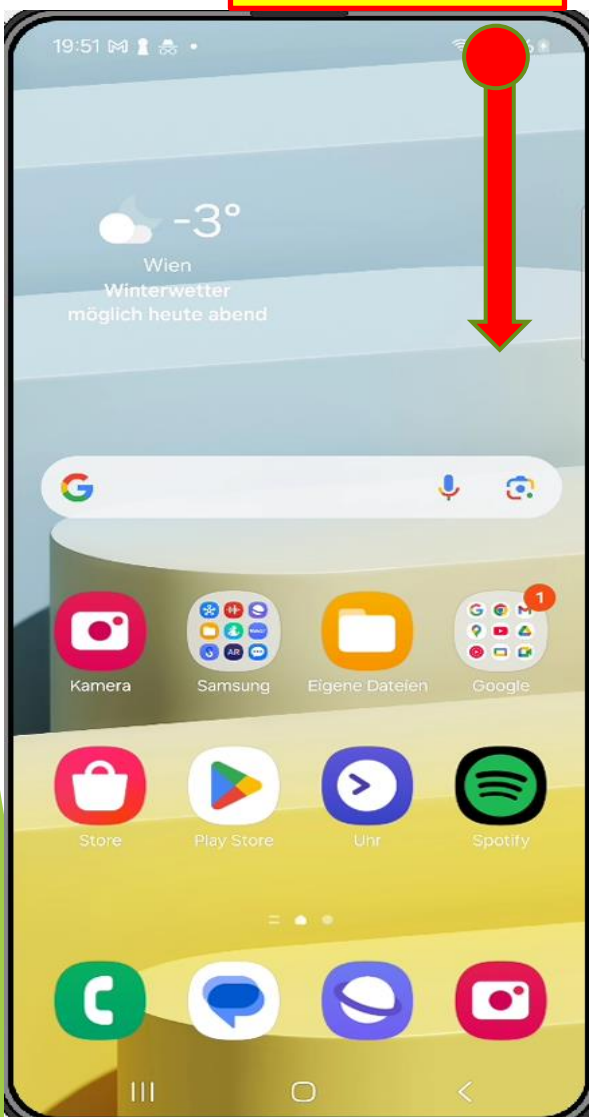 19:51
-3°
Wien
Winterwetter
möglich heute abend
G
1
Kamera
Samsung
Eigene Dateien
Google
AR
Store
Play Store
Uhr
Spotify